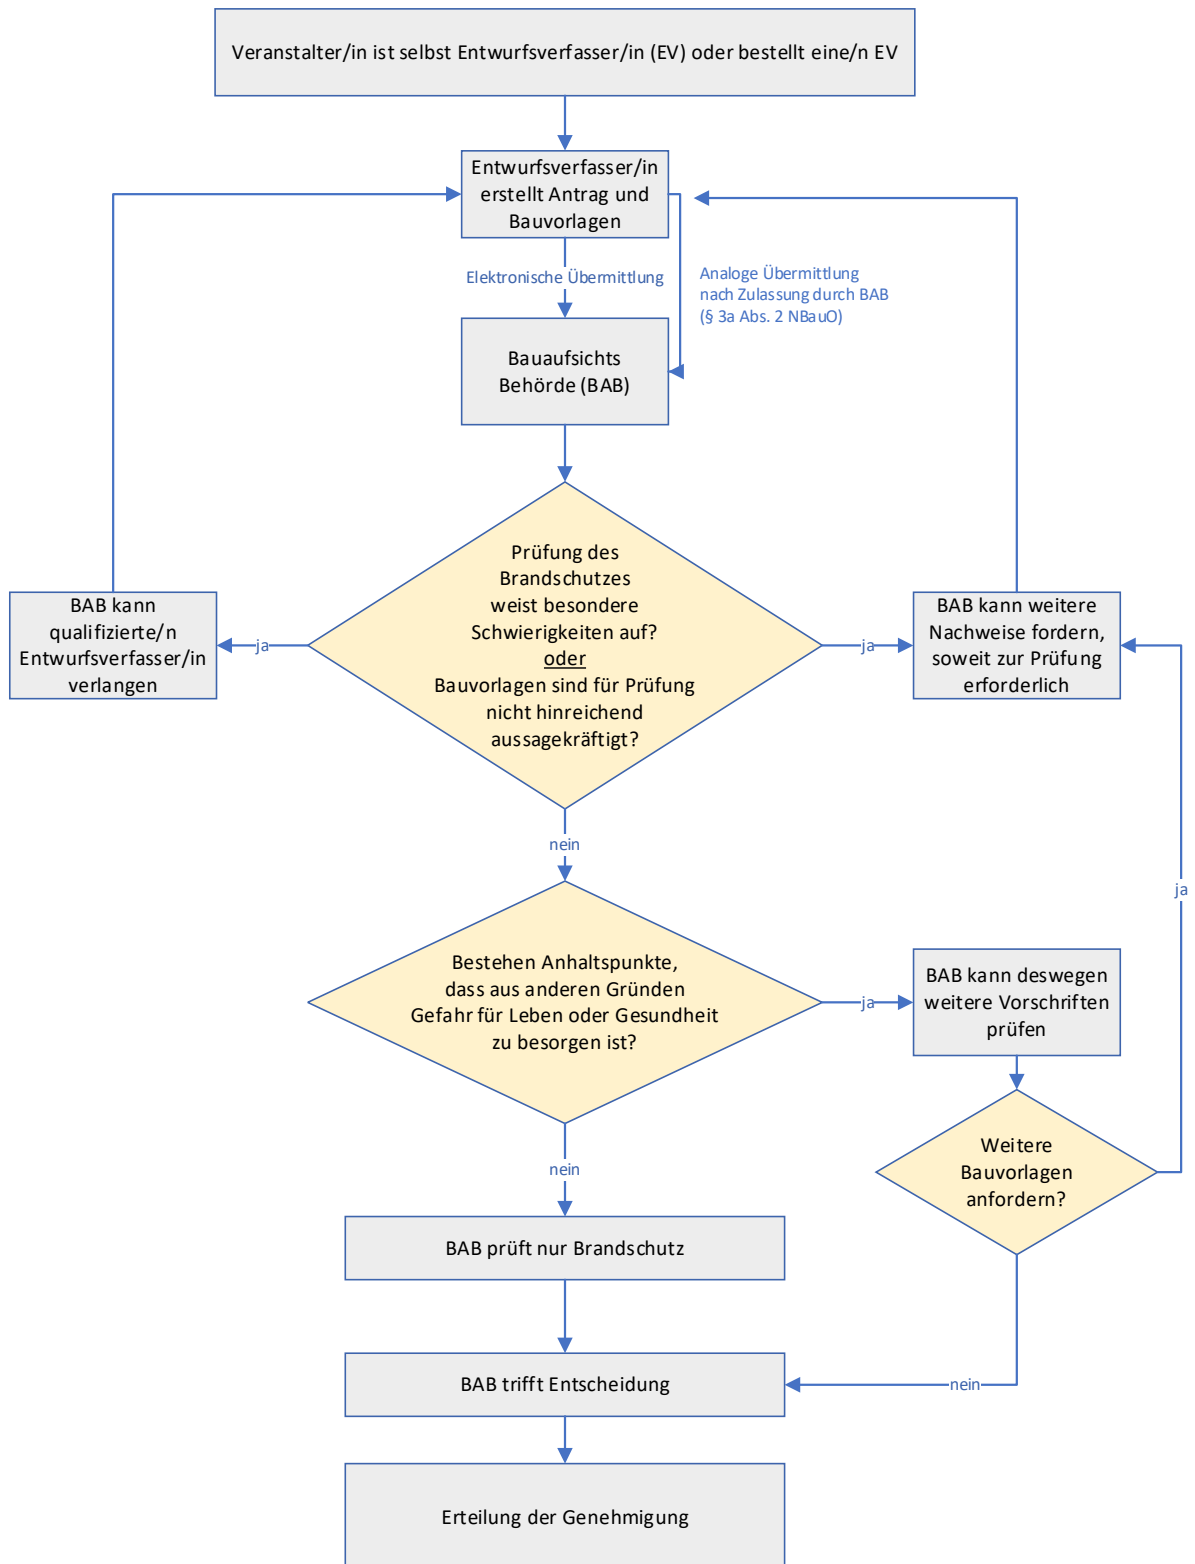 Veranstalter/in ist selbst Entwurfsverfasser/in (EV) oder bestellt eine/n EV
Entwurfsverfasser/in
erstellt Antrag und
Bauvorlagen
Elektronische Übermittlung
Analoge Übermittlung
nach Zulassung durch BAB
(§ 3a Abs. 2 NBauO)
Bauaufsichts
Behörde (BAB)
Prüfung des
Brandschutzes
weist besondere
Schwierigkeiten auf?
oder
Bauvorlagen sind für Prüfung
nicht hinreichend
aussagekräftigt?
ja
BAB kann
qualifizierte/n
Entwurfsverfasser/in
verlangen
ja
BAB kann weitere
Nachweise fordern,
soweit zur Prüfung
erforderlich
nein
Bestehen Anhaltspunkte,
dass aus anderen Gründen
Gefahr für Leben oder Gesundheit
zu besorgen ist?
ja
BAB kann deswegen
weitere Vorschriften
prüfen
ja
Weitere
Bauvorlagen
anfordern?
nein
BAB prüft nur Brandschutz
BAB trifft Entscheidung
nein
Erteilung der Genehmigung